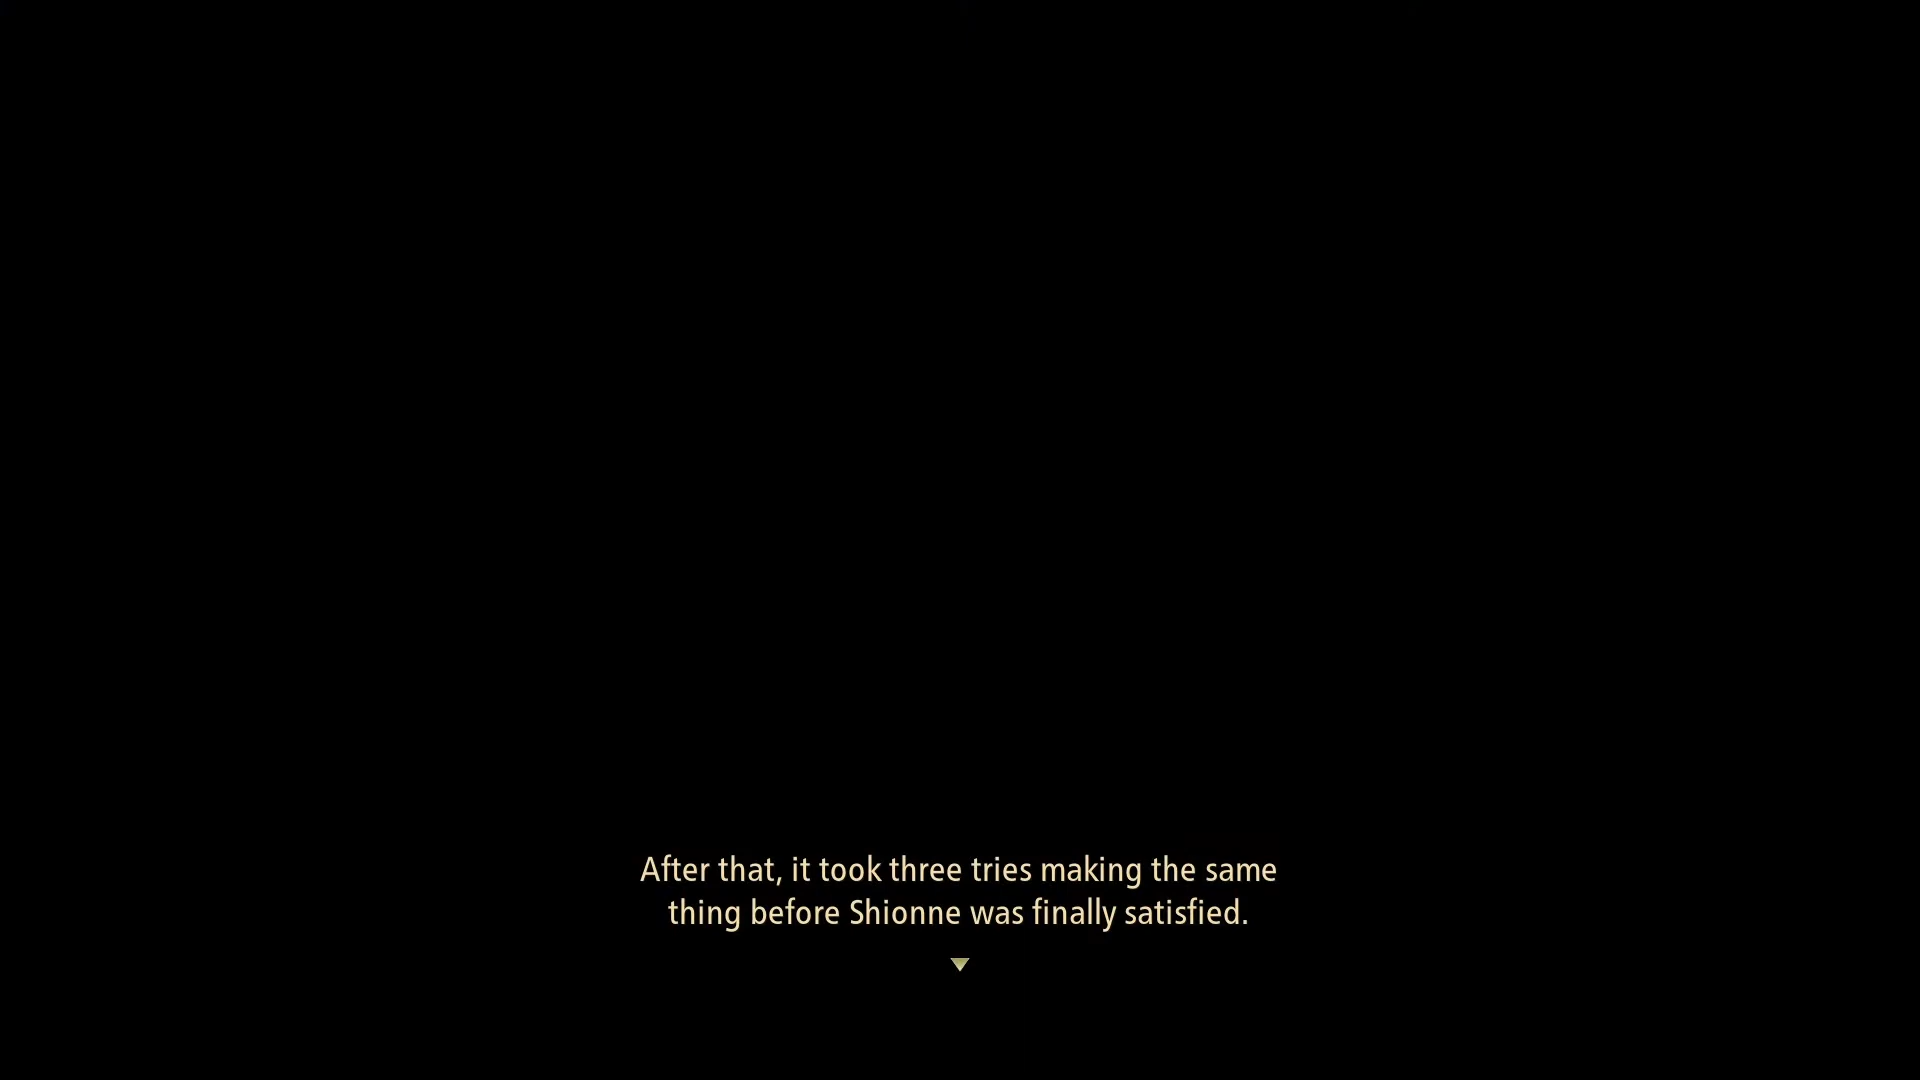 After that, it took three tries making the same
thing before Shionne was finally satisfied.